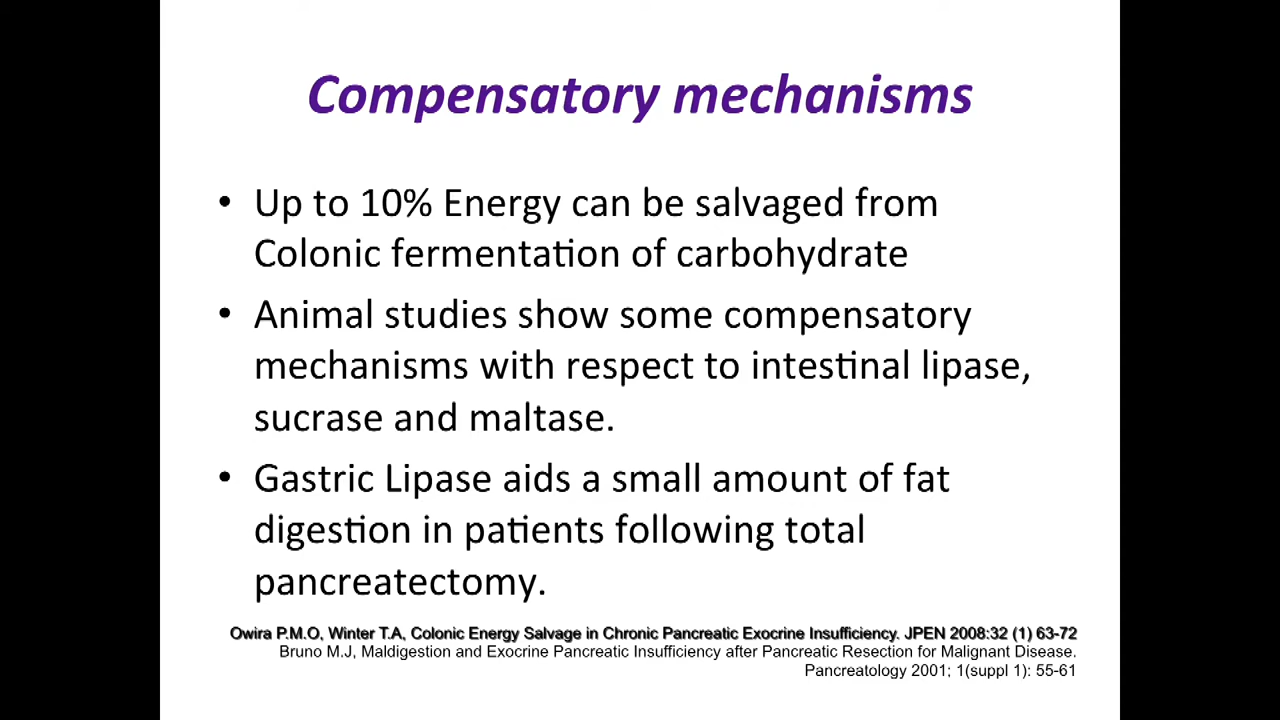 Compensatory mechanisms
• Up to 10% Energy can be salvaged from
Colonic fermentation of carbohydrate
• Animal studies show some compensatory
mechanisms with respect to intestinal lipase,
sucrase and maltase.
• Gastric Lipase aids a small amount of fat
digestion in patients following total
pancreatectomy.
Owira P.M.O, Winter T.A, Colonic Energy Salvage in Chronic Pancreatic Exocrine Insufficiency. JPEN 2008:32 (1) 63-72
Bruno M.J, Maldigestion and Exocrine Pancreatic Insufficiency after Pancreatic Resection for Malignant Disease.
Pancreatology 2001; 1(suppl 1): 55-61